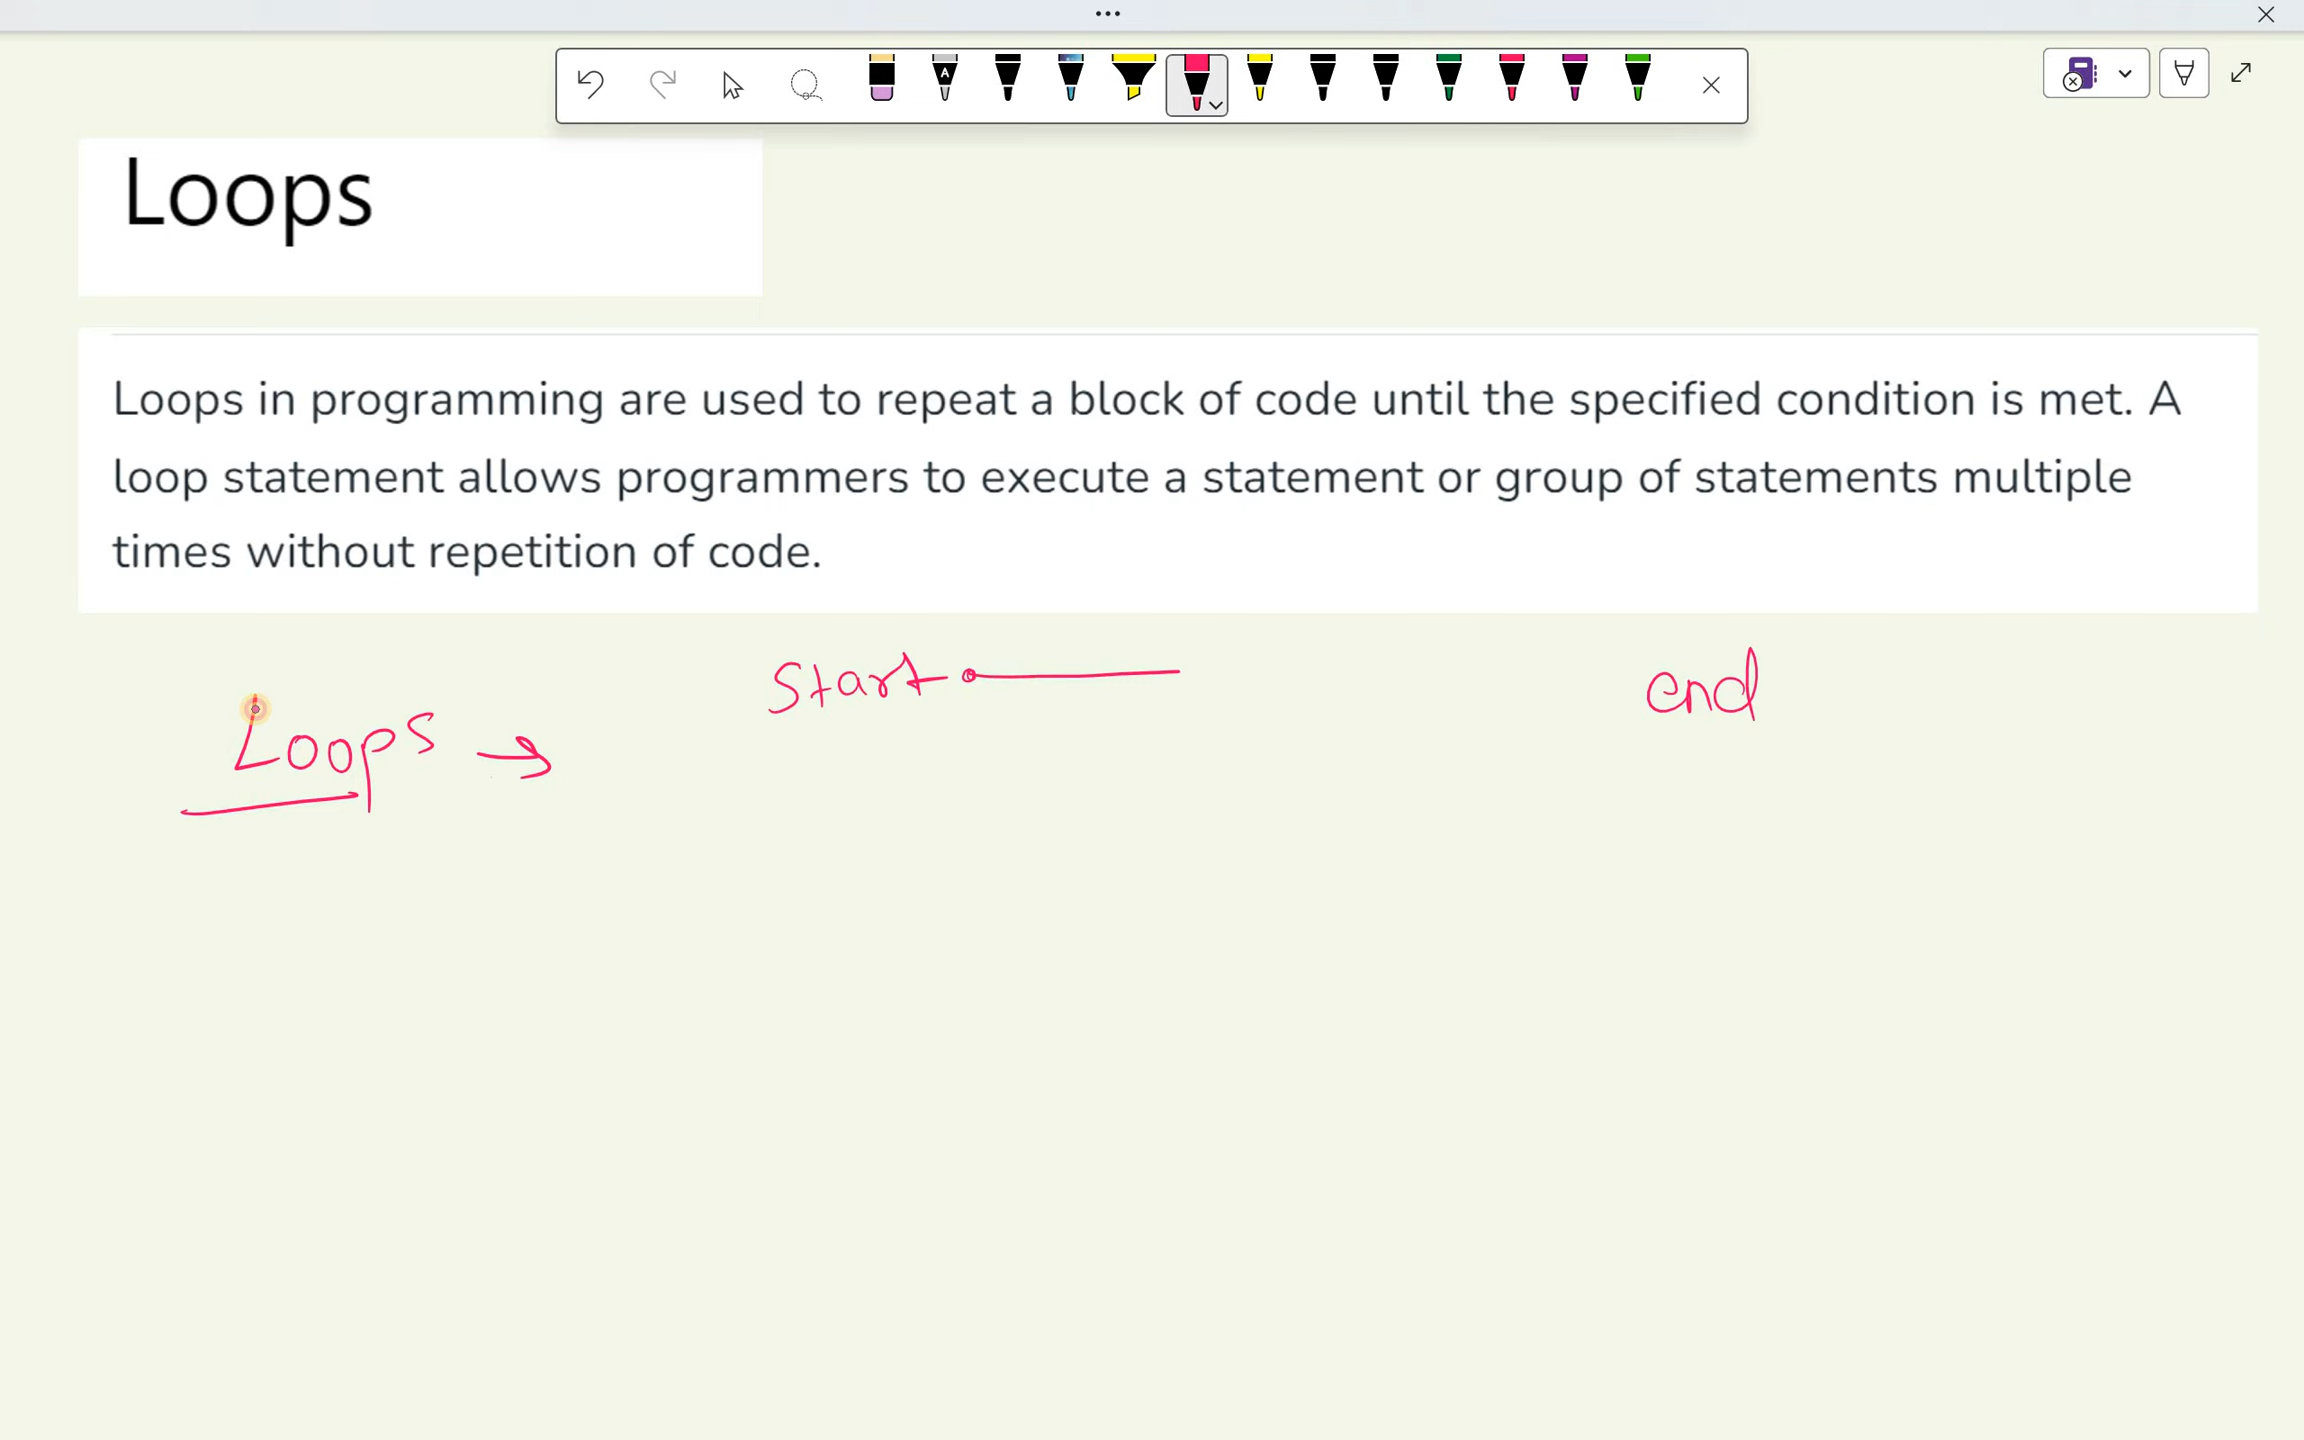 A
Loops
Loops in programming are used to repeat a block of code until the specified condition is met. A
loop statement allows programmers to execute a statement or group of statements multiple
times without repetition of code.
Start end
Loops →